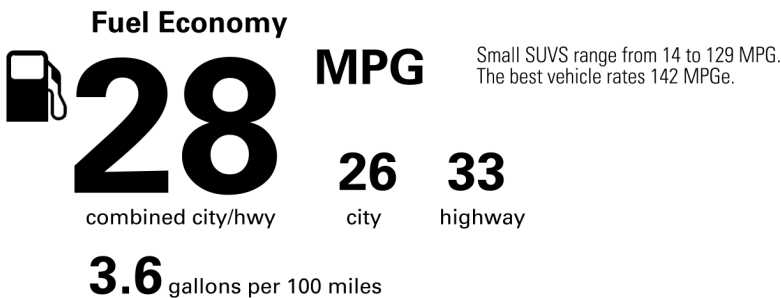 Fuel Economy
28
MPG
Small SUVS range from 14 to 129 MPG.
The best vehicle rates 142 MPGe.
combined city/hwy
26
city
33
highway
3.6 gallons per 100 miles